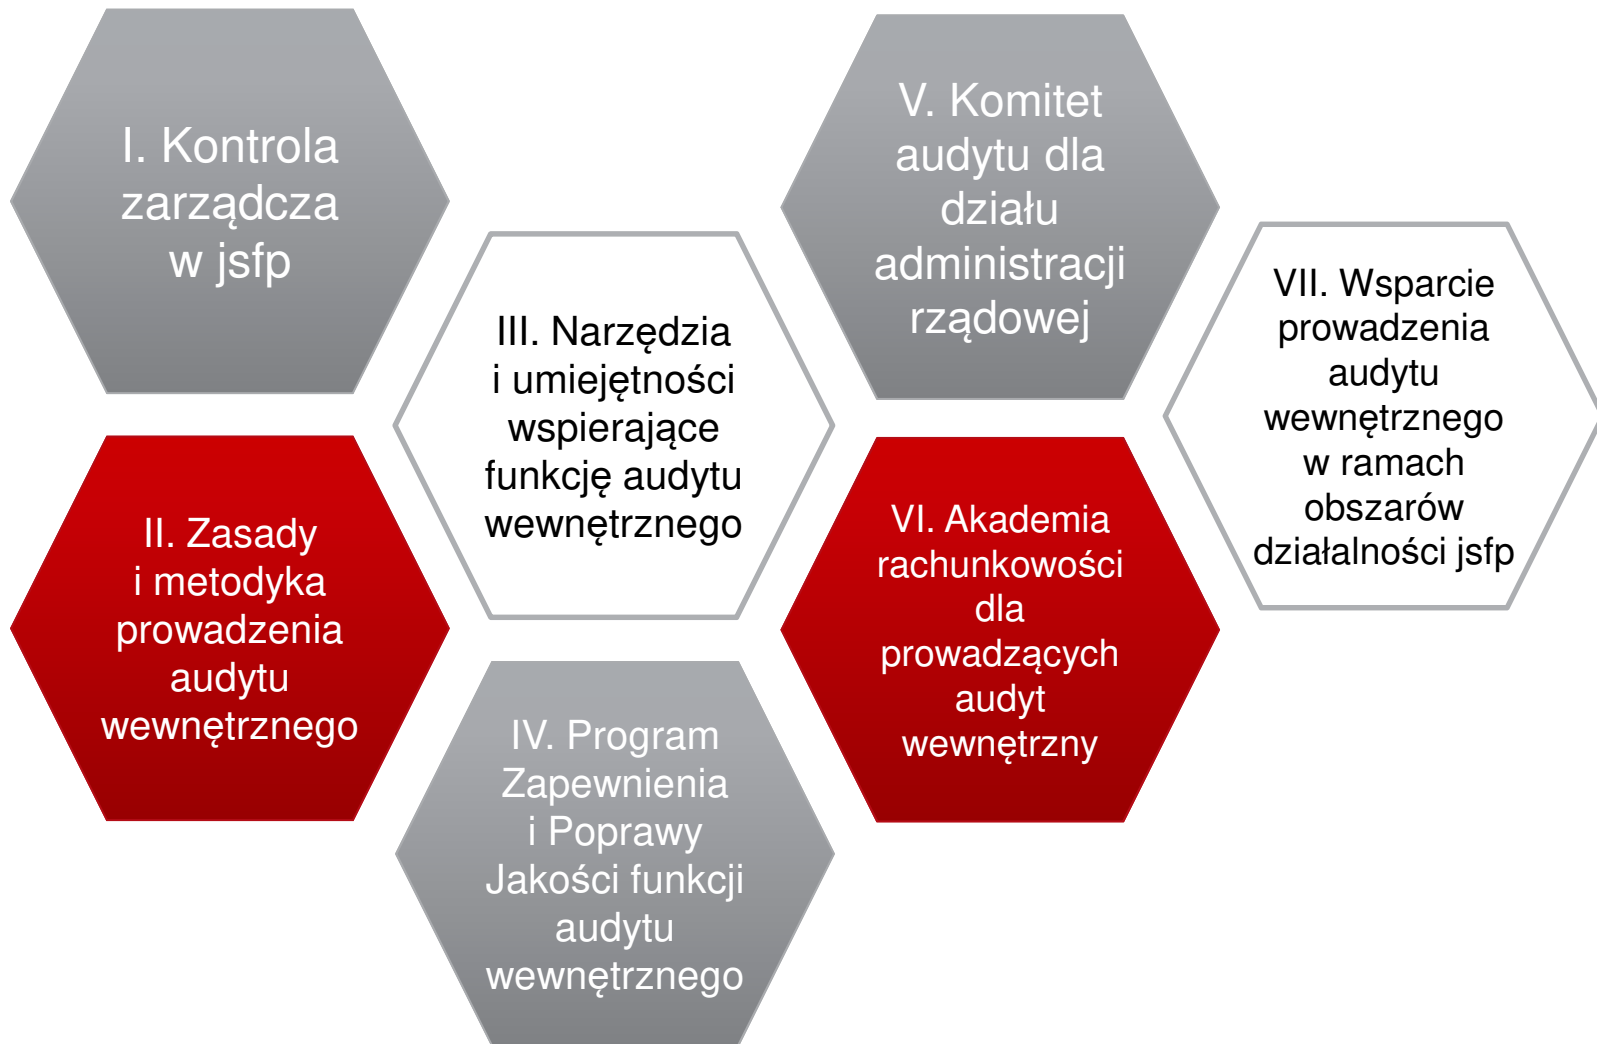 I. Kontrola
zarządcza
w jsfp
II. Zasady
i metodyka
prowadzenia
audytu
wewnętrznego
III. Narzędzia
i umiejętności
wspierające
funkcję audytu
wewnętrznego
IV. Program
Zapewnienia
i Poprawy
Jakości funkcji
audytu
wewnętrznego
V. Komitet
audytu dla
działu
administracji
rządowej
VI. Akademia
rachunkowości
dla
prowadzących
audyt
wewnętrzny
VII. Wsparcie
prowadzenia
audytu
wewnętrznego
w ramach
obszarów
działalności jsfp